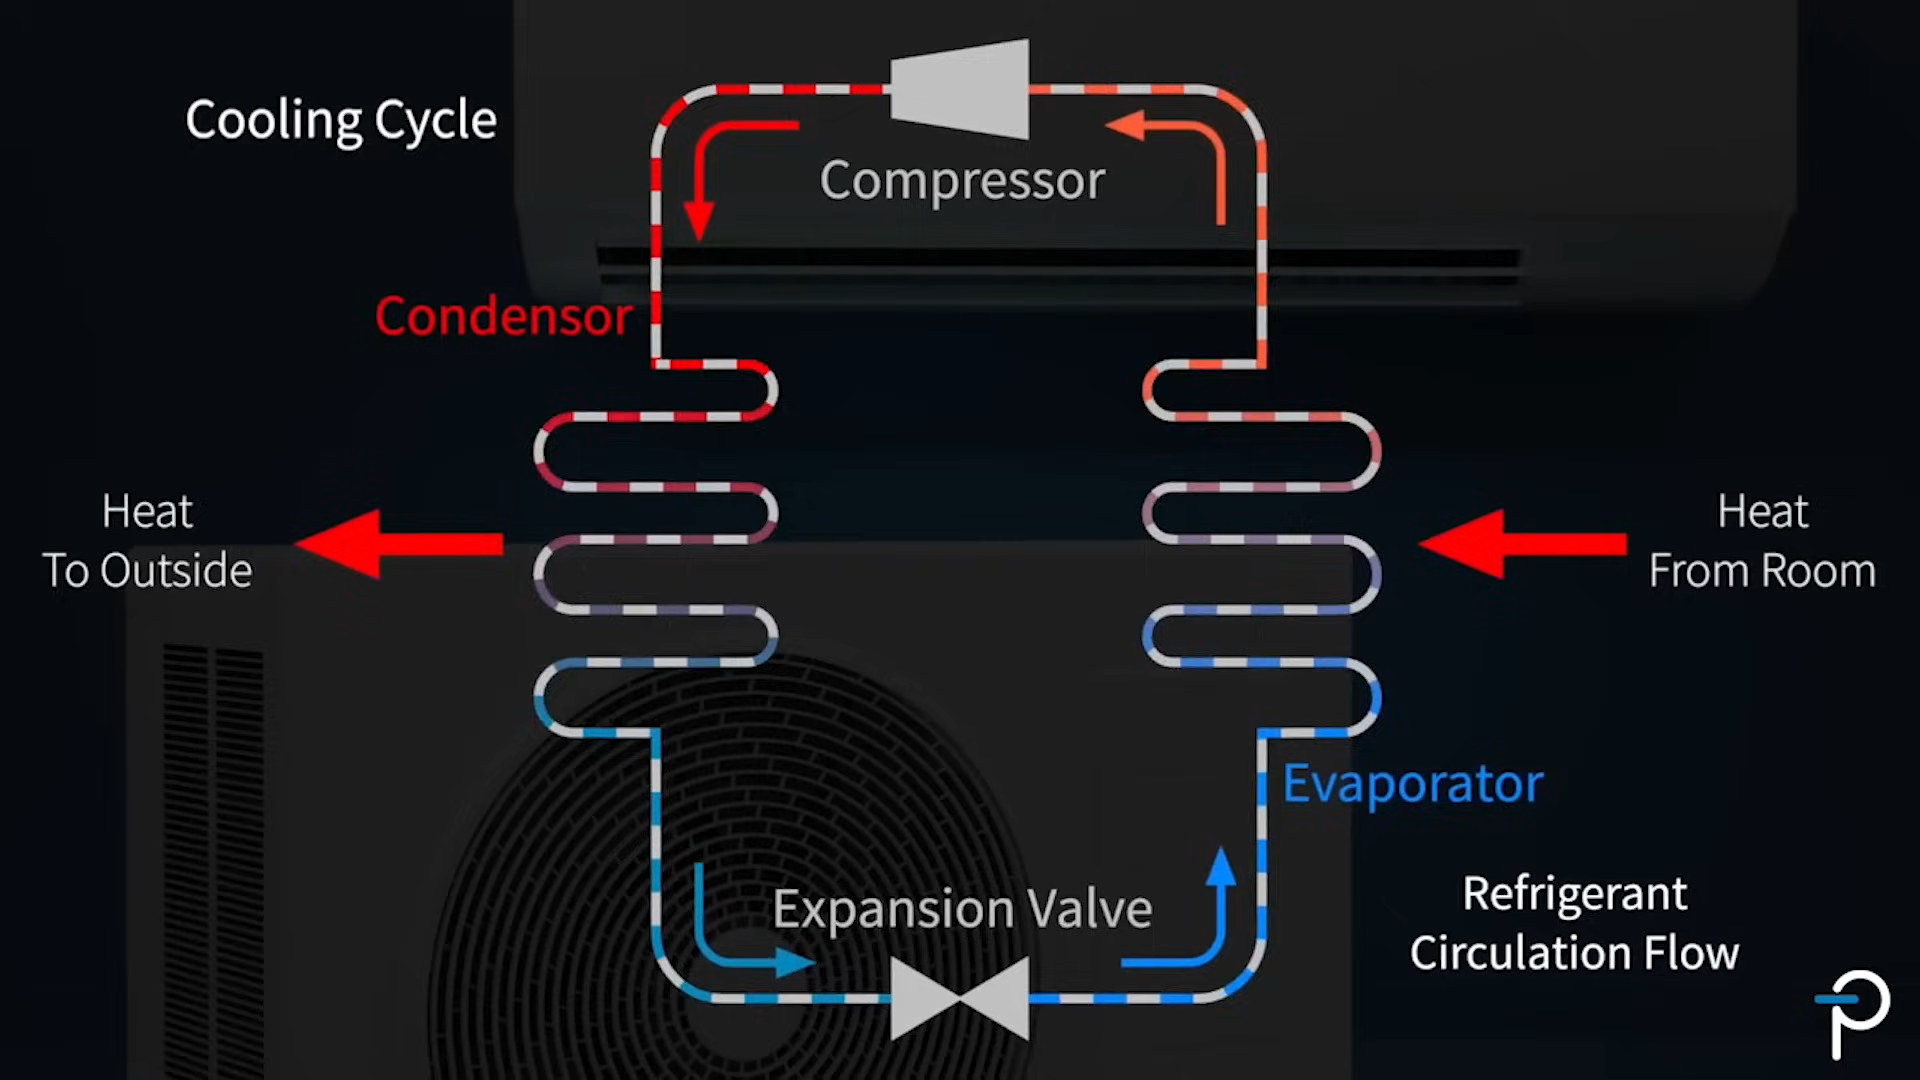 Cooling Cycle
Compressor
Condensor
Heat
To Outside
Heat
From Room
Evaporator
Expansion Valve
Refrigerant
Circulation Flow